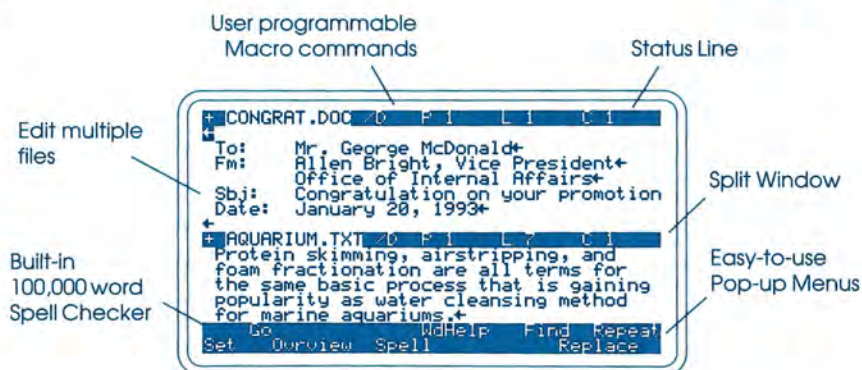 User programmable
Macro commands
Status Line
Edit multiple
files
Built-in
100,000 word
Spell Checker
+ CONGRAT.DOC /D P 1 L 1 C 1
←
To: Mr. George McDonald←
Fm: Allen Bright, Vice President←
Office of Internal Affairs←
Sbj: Congratulation on your promotion
Date: January 20, 1993←
←
+ AQUARIUM.TXT /D P 1 L 7 C 1
Protein skimming, airstripping, and
foam fractionation are all terms for
the same basic process that is gaining
popularity as water cleansing method
for marine aquariums.←
Go WdHelp Find Repeat
Set Ovrview Spell Replace
Split Window
Easy-to-use
Pop-up Menus